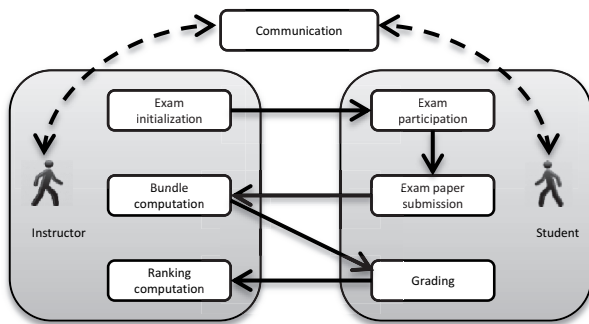 Communication
Exam
initialization
Exam
participation
Bundle
computation
Exam paper
submission
Instructor
Student
Ranking
computation
Grading